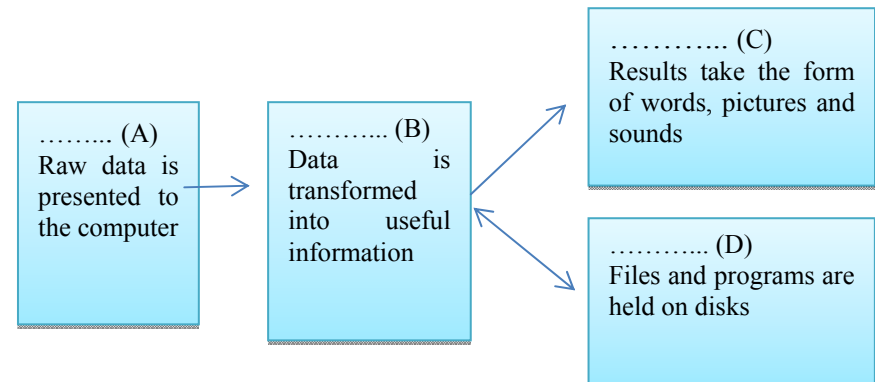 ……... (A)
Raw data is
presented to
the computer
………... (B)
Data is
transformed
into useful
information
………... (C)
Results take the form
of words, pictures and
sounds
………... (D)
Files and programs are
held on disks